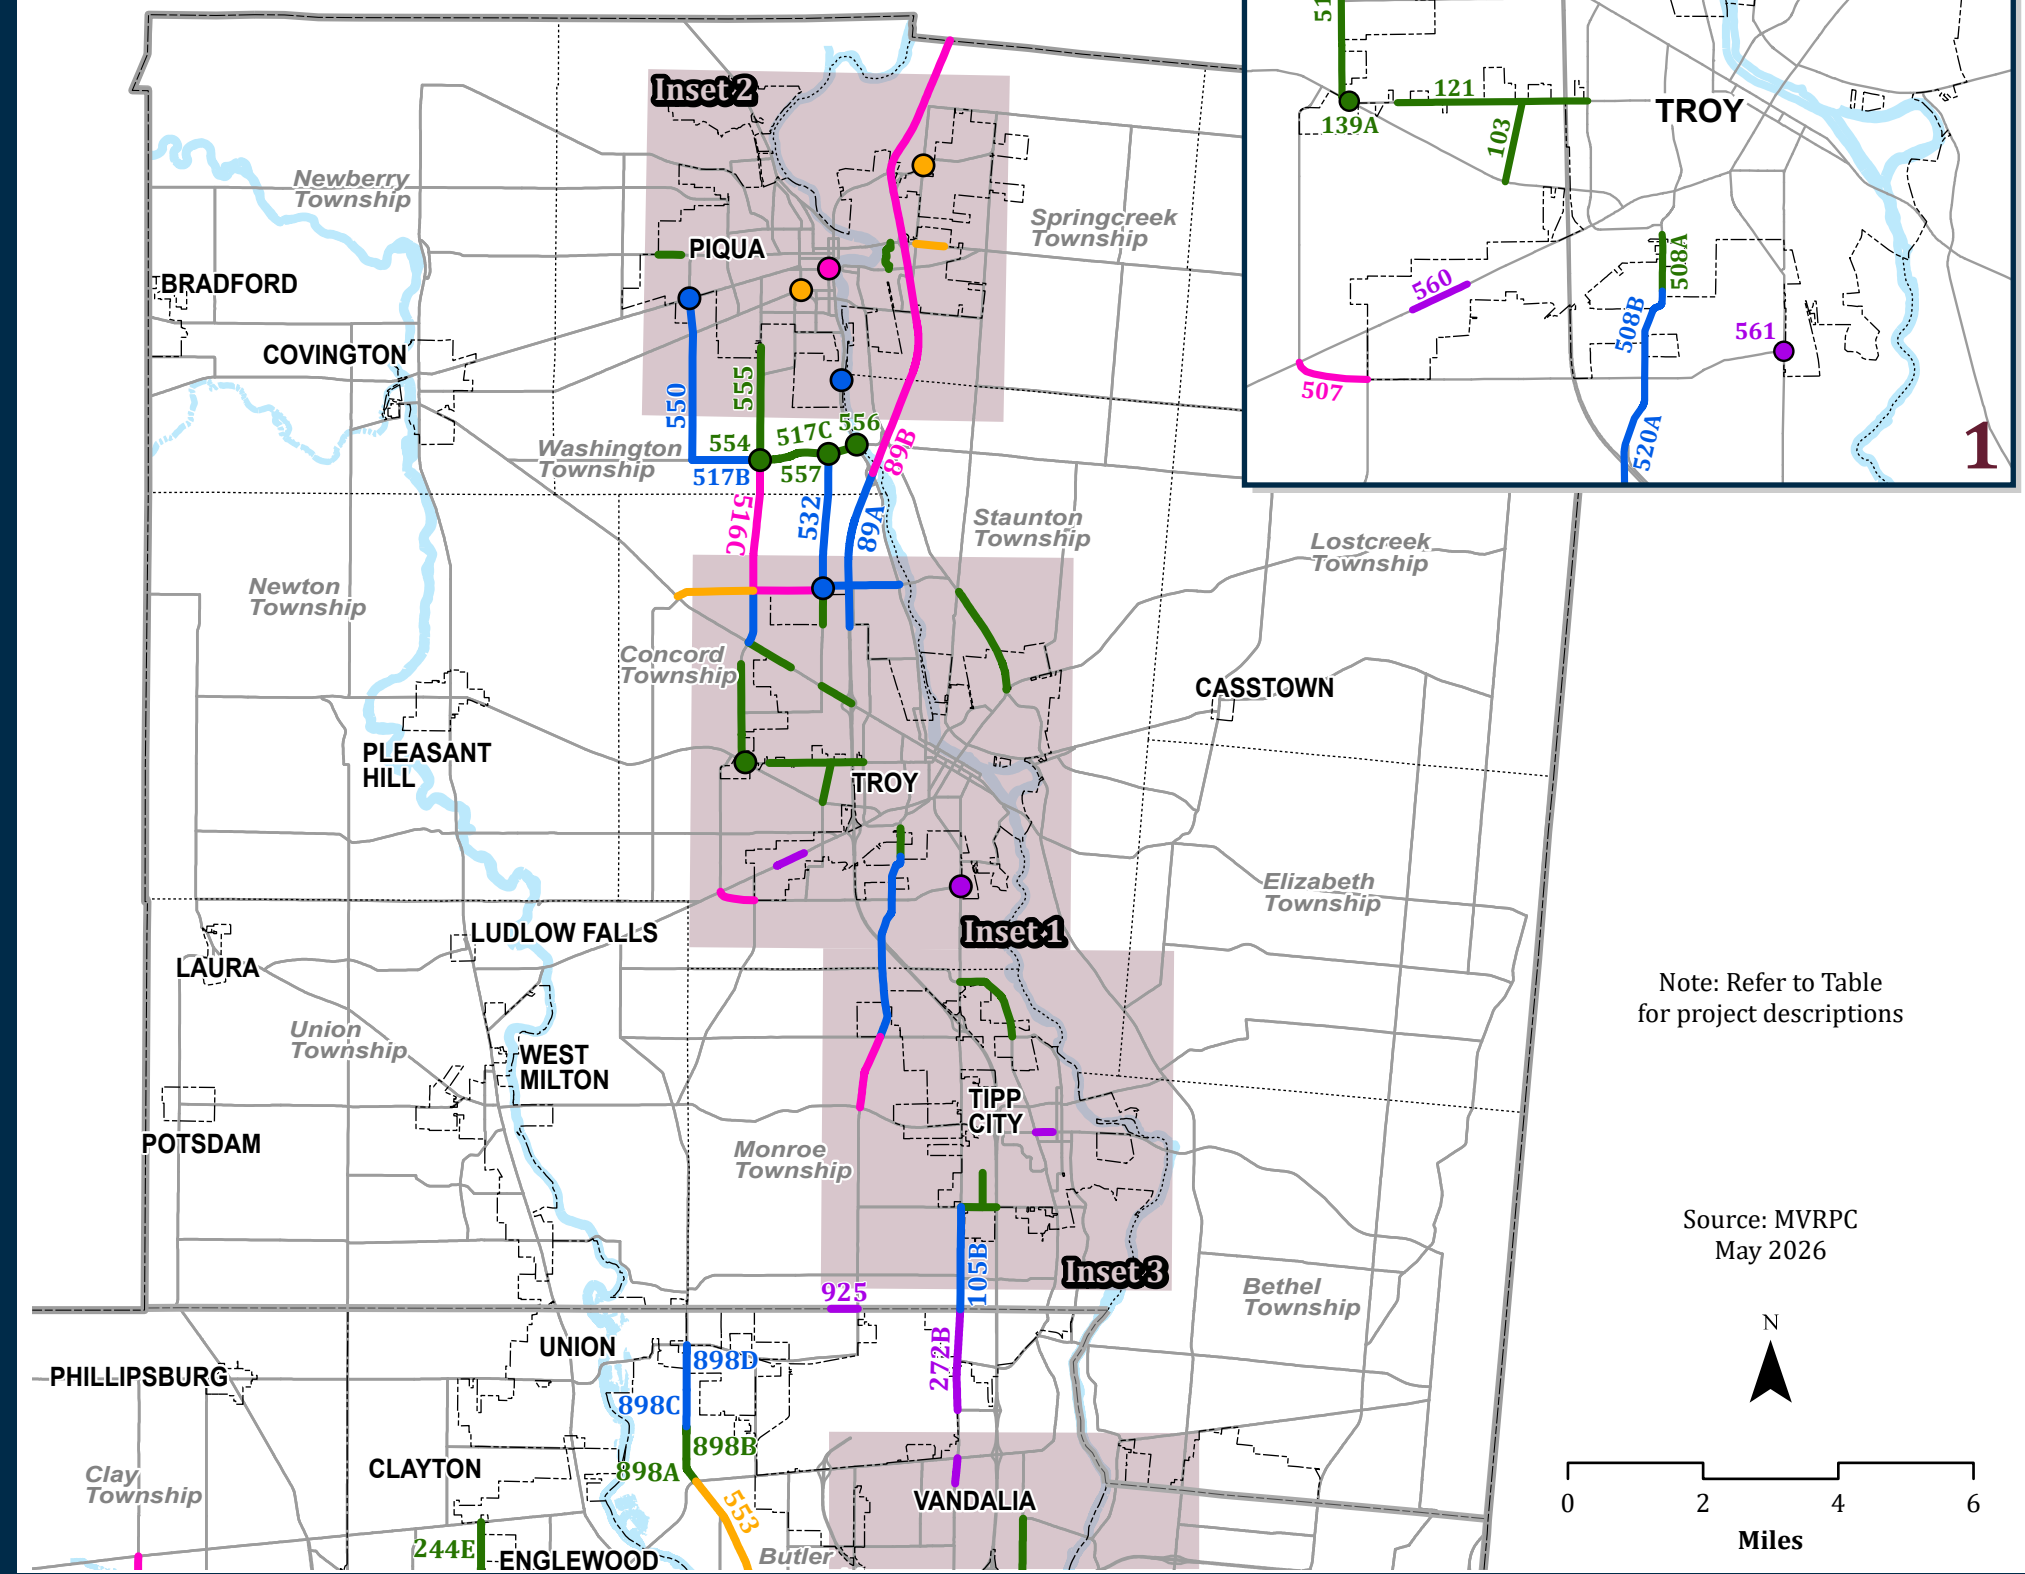 Inset 2
Newberry
Township
PIQUA
Springcreek
Township
BRADFORD
COVINGTON
550
555
Washington
Township
554
517C
556
517B
557
89B
516C
532
89A
Staunton
Township
Lostcreek
Township
Newton
Township
Concord
Township
CASSTOWN
PLEASANT
HILL
TROY
Elizabeth
Township
LUDLOW FALLS
Inset 1
LAURA
Union
Township
WEST
MILTON
TIPP
CITY
POTSDAM
Monroe
Township
105B
Inset 3
Bethel
Township
925
UNION
272B
898D
PHILLIPSBURG
898C
898B
CLAYTON
898A
Clay
Township
553
VANDALIA
244E
ENGLEWOOD
Butler
51
121
TROY
139A
103
508A
560
508B
561
507
520A
1
Note: Refer to Table
for project descriptions
Source: MVRPC
May 2026
N
0 2 4 6
Miles